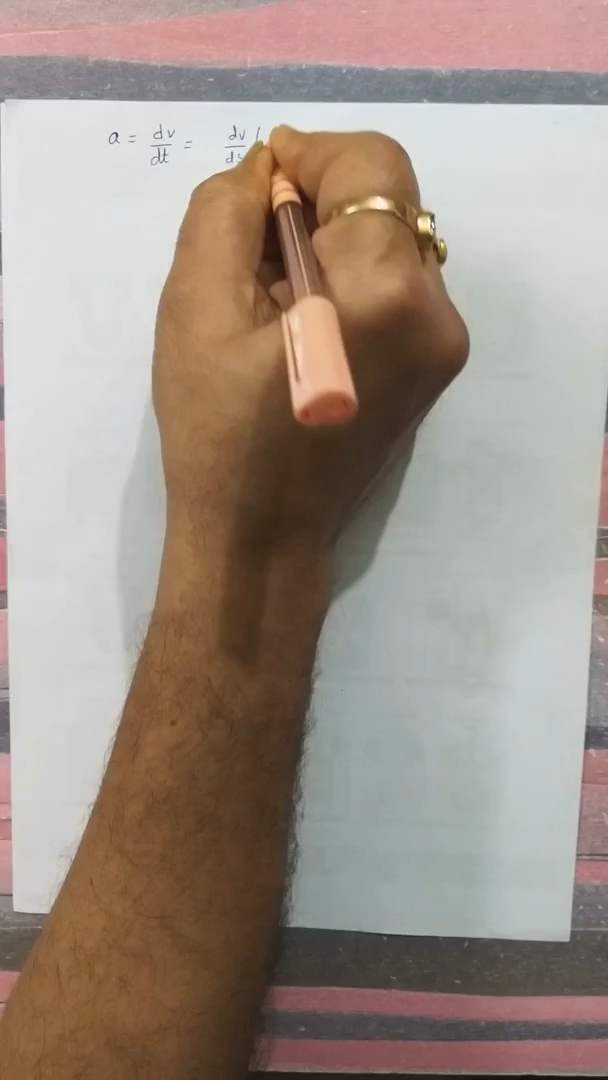 a = dv/dt = dv/